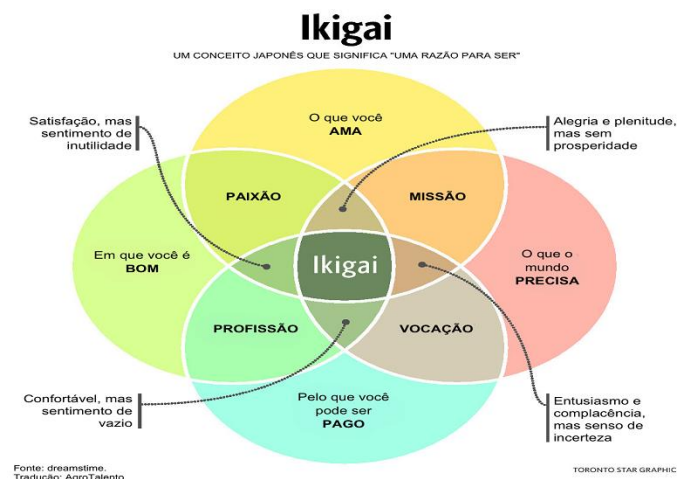 Ikigai
UM CONCEITO JAPONÊS QUE SIGNIFICA "UMA RAZÃO PARA SER"
Satisfação, mas
sentimento de
inutilidade
O que você
AMA
Alegria e plenitude,
mas sem
prosperidade
PAIXÃO
MISSÃO
Em que você é
BOM
Ikigai
O que o
mundo
PRECISA
PROFISSÃO
VOCAÇÃO
Confortável, mas
sentimento de
vazio
Pelo que você
pode ser
PAGO
Entusiasmo e
complacência,
mas senso de
incerteza
Fonte: dreamstime.
Tradução: AgroTalento
TORONTO STAR GRAPHIC